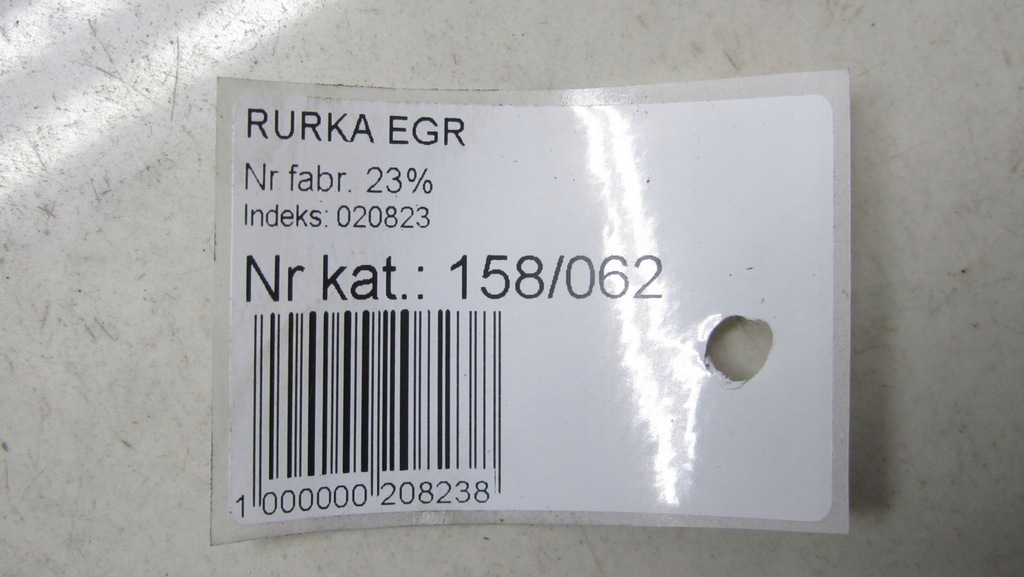 RURKA EGR
Nr fabr. 23%
Indeks: 020823
Nr kat.: 158/062
1 000000 208238